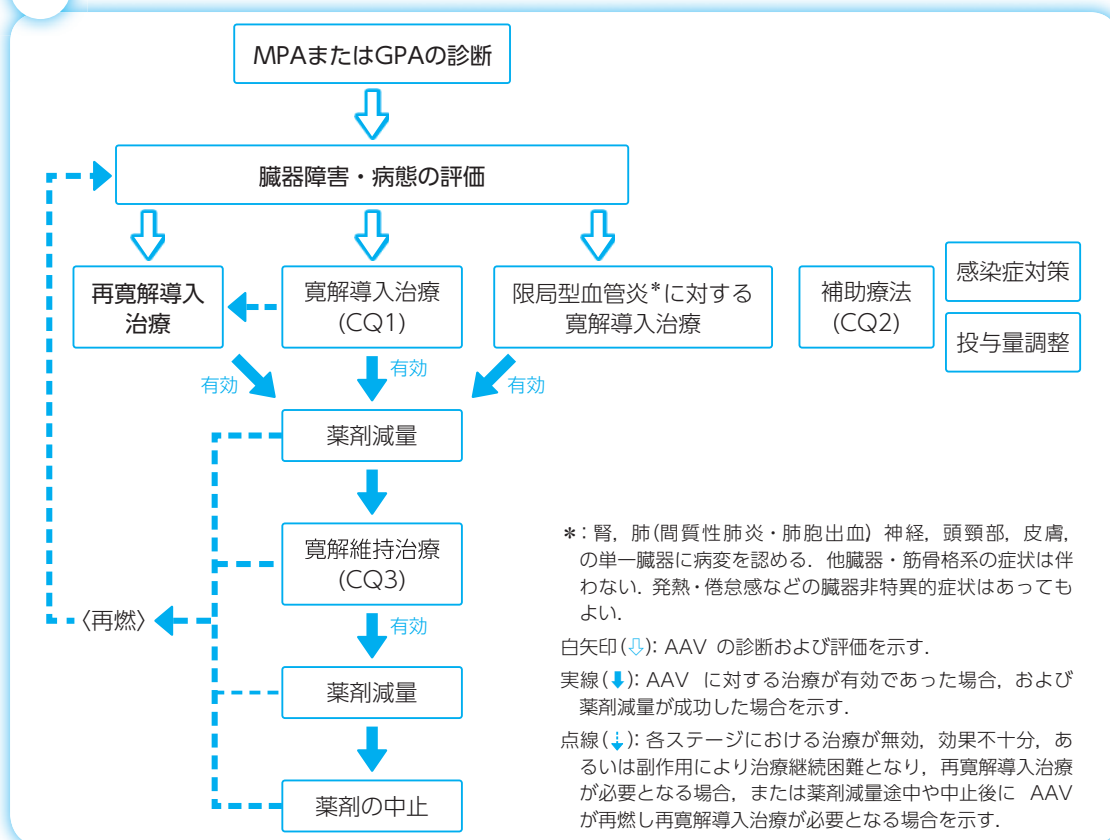 MPAまたはGPAの診断
臓器障害・病態の評価
再寛解導入
治療
寛解導入治療
(CQ1)
限局型血管炎*に対する
寛解導入治療
補助療法
(CQ2)
感染症対策
投与量調整
有効
有効
有効
薬剤減量
寛解維持治療
(CQ3)
〈再燃〉
有効
薬剤減量
薬剤の中止
*：腎，肺(間質性肺炎・肺胞出血) 神経，頭頸部，皮膚，
の単一臓器に病変を認める．他臓器・筋骨格系の症状は伴
わない．発熱・倦怠感などの臓器非特異的症状はあっても
よい．
白矢印(⇩)：AAV の診断および評価を示す．
実線(⬇)：AAV に対する治療が有効であった場合，および
薬剤減量が成功した場合を示す．
点線(⇣)：各ステージにおける治療が無効，効果不十分，あ
るいは副作用により治療継続困難となり，再寛解導入治療
が必要となる場合，または薬剤減量途中や中止後に AAV
が再燃し再寛解導入治療が必要となる場合を示す．